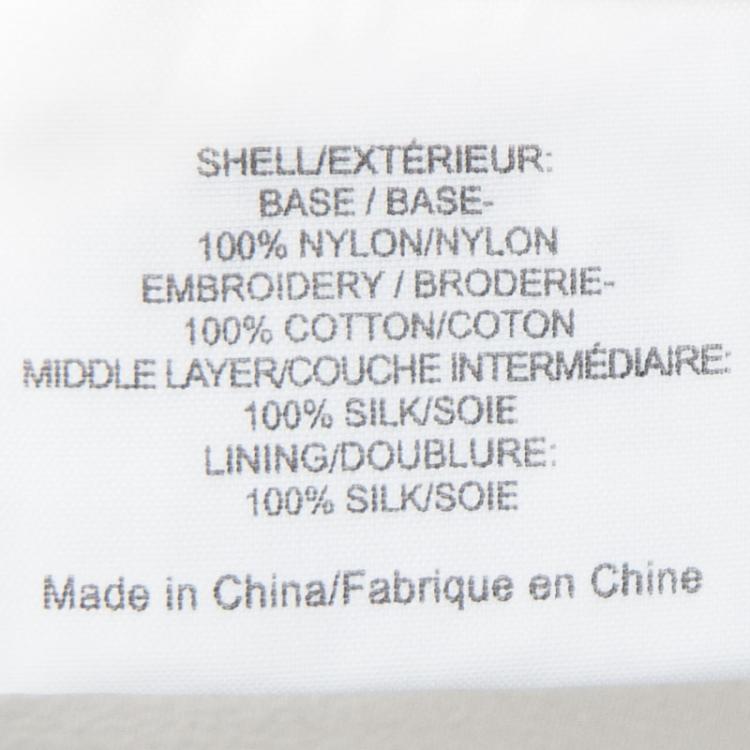 SHELL/EXTÉRIEUR:
BASE / BASE-
100% NYLON/NYLON
EMBROIDERY / BRODERIE-
100% COTTON/COTON
MIDDLE LAYER/COUCHE INTERMÉDIAIRE:
100% SILK/SOIE
LINING/DOUBLURE:
100% SILK/SOIE
Made in China/Fabrique en Chine